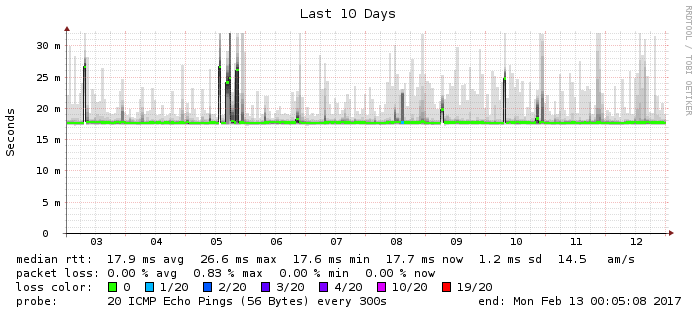 Last 10 Days
RRDTOOL / TOBI OETIKER
Seconds
30 m
25 m
20 m
15 m
10 m
5 m
0
03 04 05 06 07 08 09 10 11 12
median rtt: 17.9 ms avg 26.6 ms max 17.6 ms min 17.7 ms now 1.2 ms sd 14.5 am/s
packet loss: 0.00 % avg 0.83 % max 0.00 % min 0.00 % now
loss color: 0 1/20 2/20 3/20 4/20 10/20 19/20
probe: 20 ICMP Echo Pings (56 Bytes) every 300s end: Mon Feb 13 00:05:08 2017